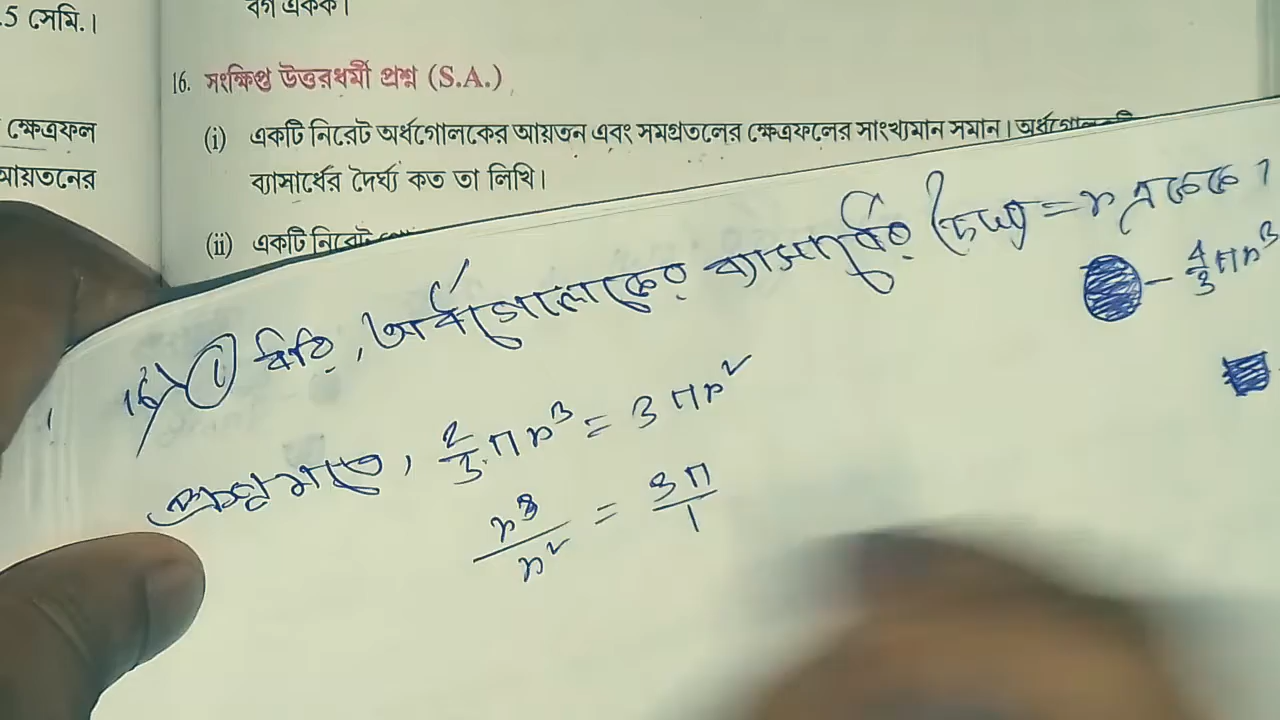 .5 সেমি.।
বর্গ একক।
ক্ষেত্রফল
আয়তনের
16. সংক্ষিপ্ত উত্তরধর্মী প্রশ্ন (S.A.)
(i) একটি নিরেট অর্ধগোলকের আয়তন এবং সমগ্রতলের ক্ষেত্রফলের সাংখ্যমান সমান। অর্ধগোলকটি
ব্যাসার্ধের দৈর্ঘ্য কত তা লিখি।
(ii) একটি নিরেট
16) (i) ধরি, অর্ধগোলোকের ব্যাসার্ধের দৈর্ঘ্য = r একক।
4/3 πr³
প্রশ্নমতে, 2/3 . πr³ = 3πr²
r³/r² = 3π/1